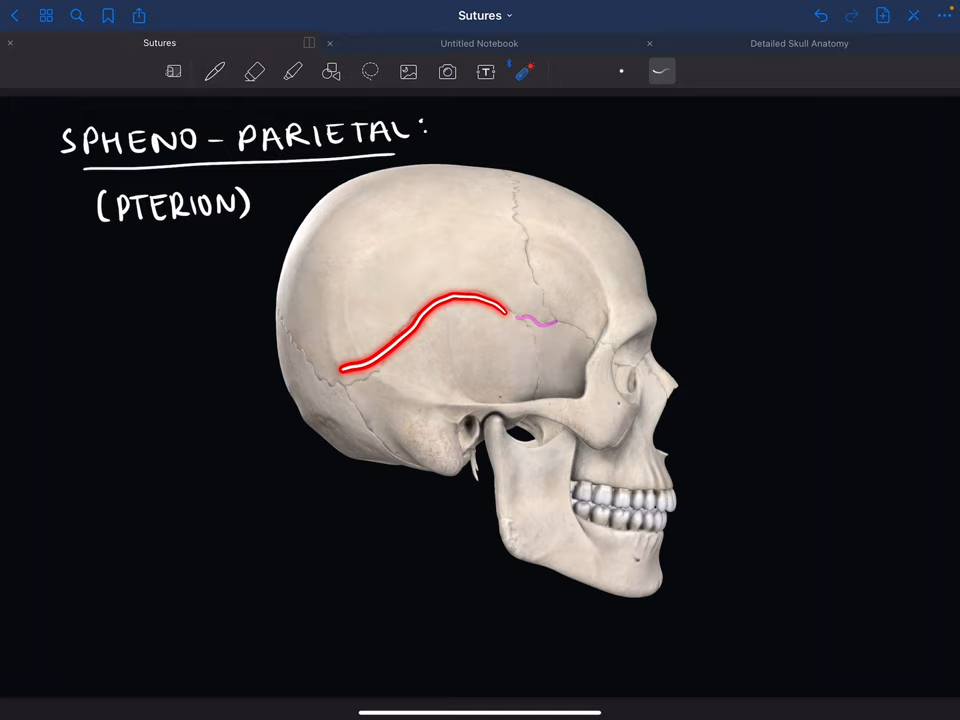 Sutures
Sutures
Untitled Notebook
Detailed Skull Anatomy
SPHENO - PARIETAL:
(PTERION)